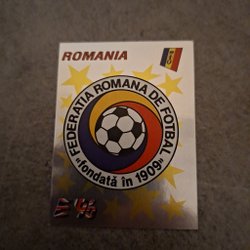 ROMANIA
FEDERATIA ROMANA DE FOTBAL
«fondată în 1909»